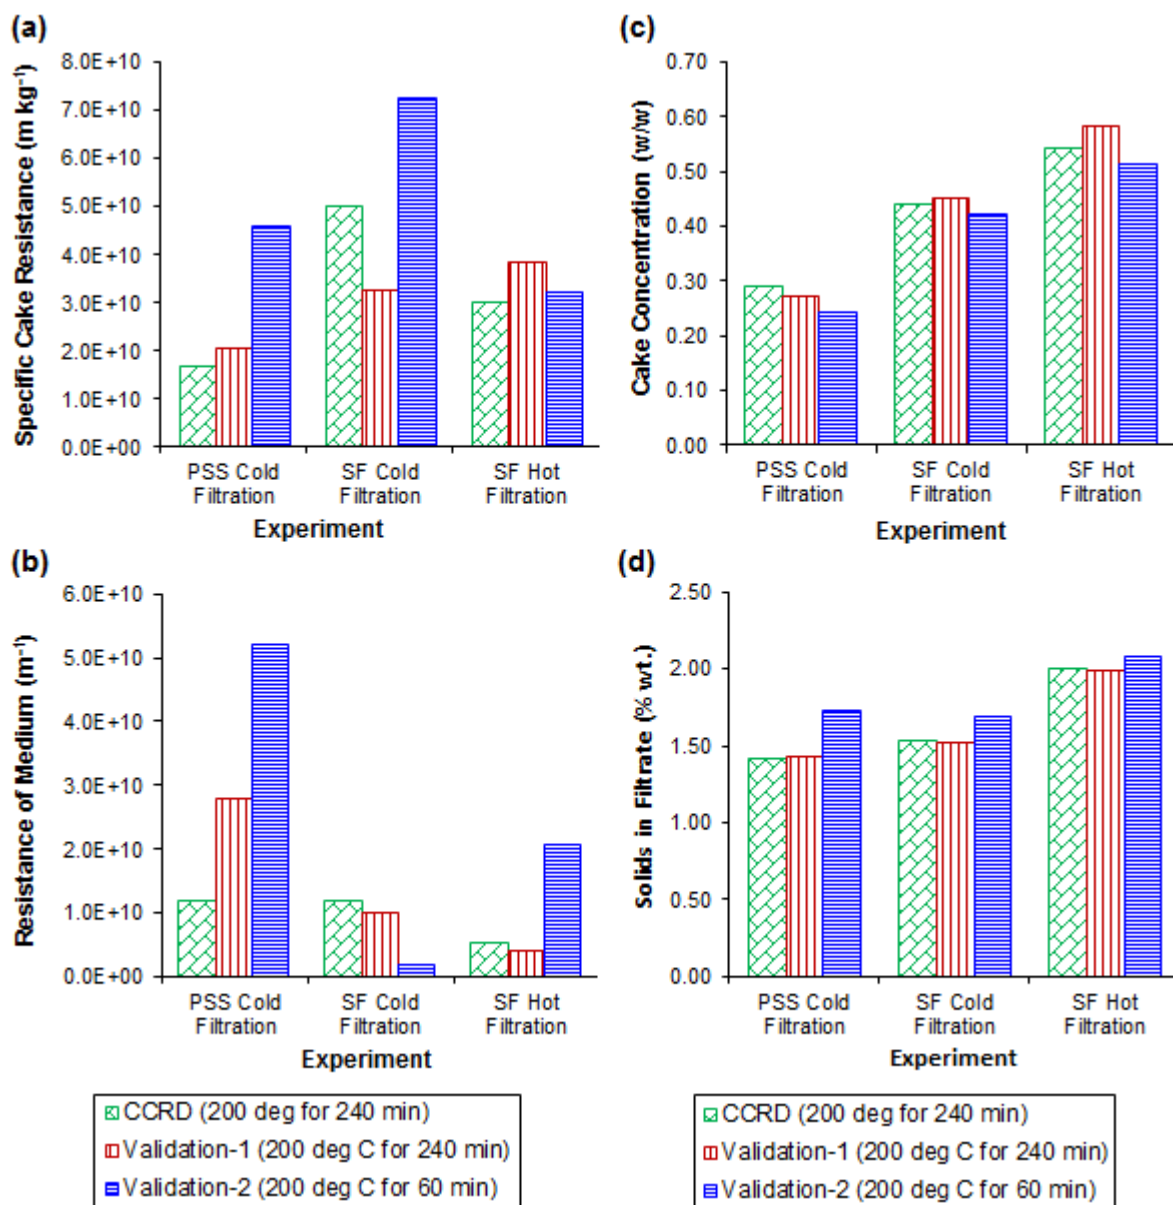 (a)
Specific Cake Resistance (m kg⁻¹)
8.0E+10
7.0E+10
6.0E+10
5.0E+10
4.0E+10
3.0E+10
2.0E+10
1.0E+10
0.0E+00
PSS Cold
Filtration
SF Cold
Filtration
SF Hot
Filtration
Experiment
(c)
Cake Concentration (w/w)
0.70
0.60
0.50
0.40
0.30
0.20
0.10
0.00
PSS Cold
Filtration
SF Cold
Filtration
SF Hot
Filtration
Experiment
(b)
Resistance of Medium (m⁻¹)
6.0E+10
5.0E+10
4.0E+10
3.0E+10
2.0E+10
1.0E+10
0.0E+00
PSS Cold
Filtration
SF Cold
Filtration
SF Hot
Filtration
Experiment
(d)
Solids in Filtrate (% wt.)
2.50
2.00
1.50
1.00
0.50
0.00
PSS Cold
Filtration
SF Cold
Filtration
SF Hot
Filtration
Experiment
CCRD (200 deg for 240 min)
Validation-1 (200 deg C for 240 min)
Validation-2 (200 deg C for 60 min)
CCRD (200 deg for 240 min)
Validation-1 (200 deg C for 240 min)
Validation-2 (200 deg C for 60 min)